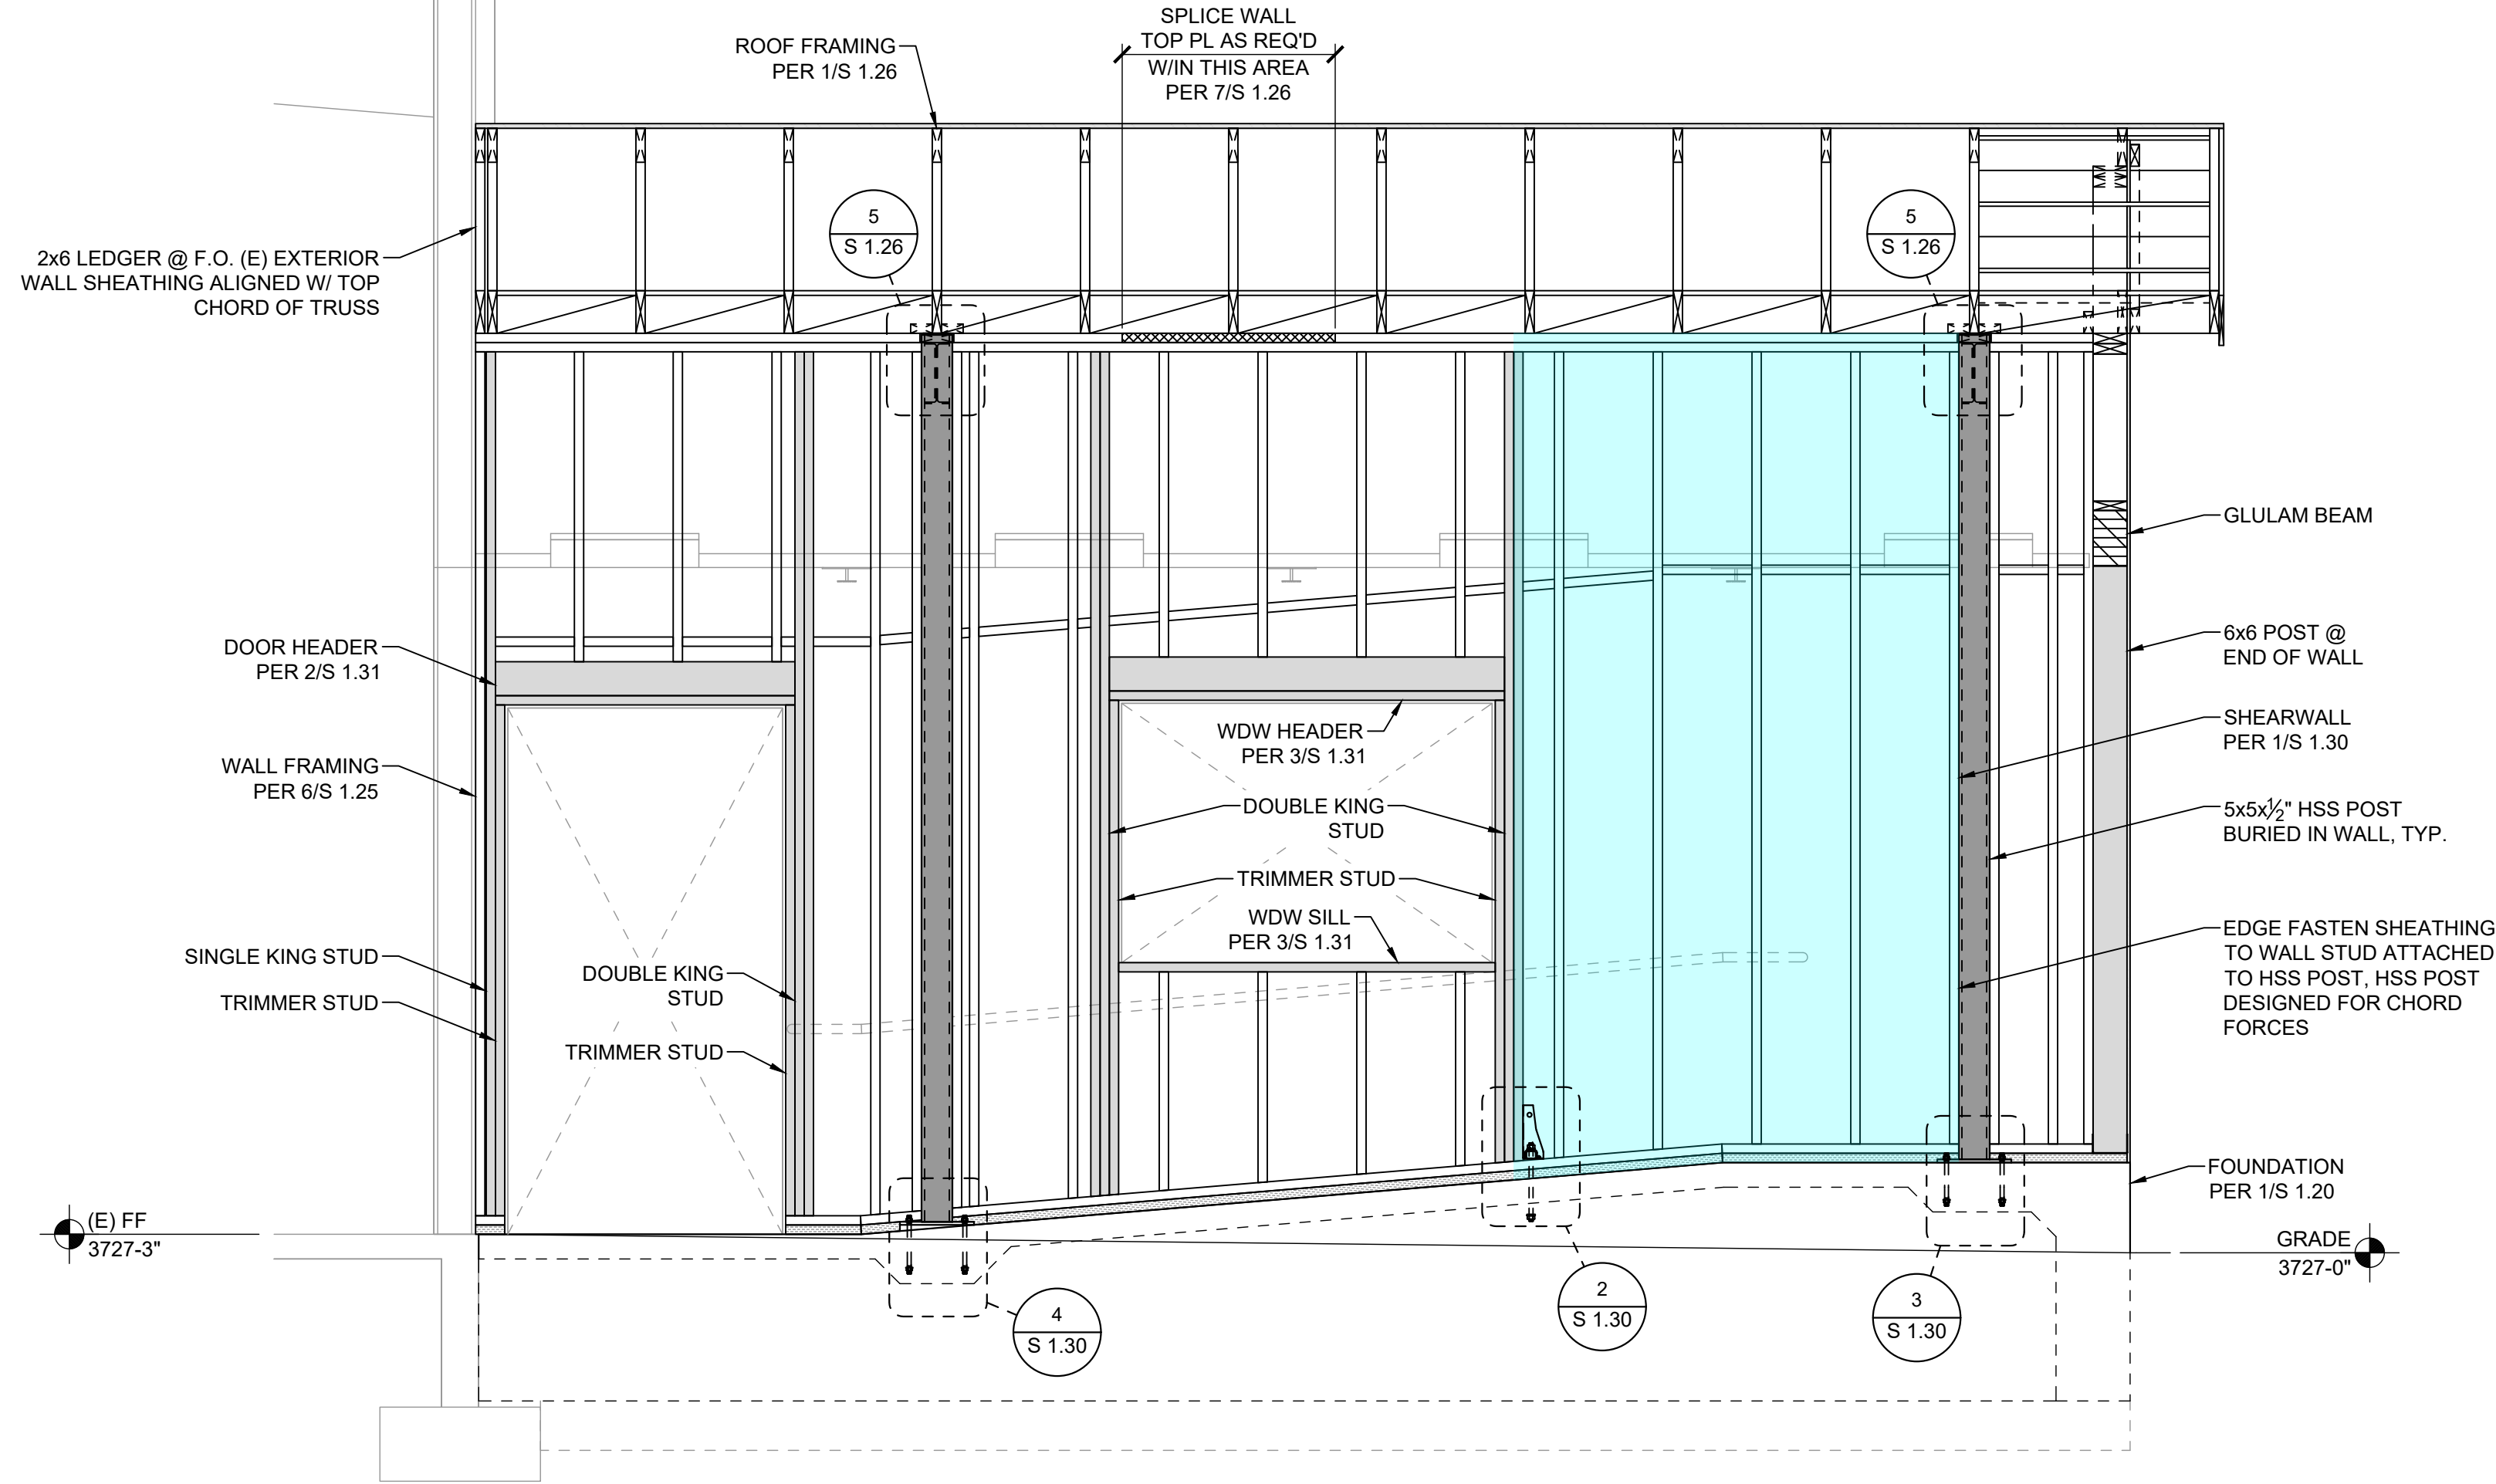 SPLICE WALL
TOP PL AS REQ'D
W/IN THIS AREA
PER 7/S 1.26
ROOF FRAMING
PER 1/S 1.26
5
S 1.26
5
S 1.26
2x6 LEDGER @ F.O. (E) EXTERIOR
WALL SHEATHING ALIGNED W/ TOP
CHORD OF TRUSS
GLULAM BEAM
DOOR HEADER
PER 2/S 1.31
6x6 POST @
END OF WALL
WDW HEADER
PER 3/S 1.31
SHEARWALL
PER 1/S 1.30
WALL FRAMING
PER 6/S 1.25
DOUBLE KING
STUD
5x5x½" HSS POST
BURIED IN WALL, TYP.
TRIMMER STUD
WDW SILL
PER 3/S 1.31
EDGE FASTEN SHEATHING
TO WALL STUD ATTACHED
TO HSS POST, HSS POST
DESIGNED FOR CHORD
FORCES
SINGLE KING STUD
TRIMMER STUD
DOUBLE KING
STUD
TRIMMER STUD
FOUNDATION
PER 1/S 1.20
(E) FF
3727-3"
GRADE
3727-0"
4
S 1.30
2
S 1.30
3
S 1.30